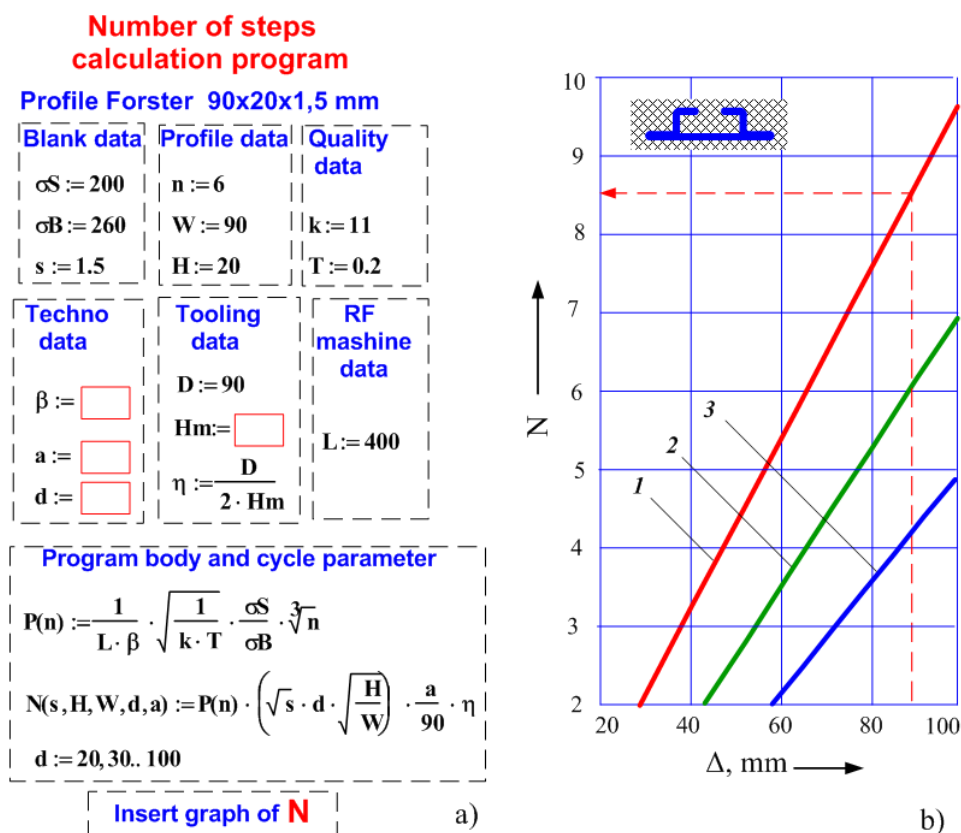 Number of steps
calculation program
Profile Forster 90x20x1,5 mm
Blank data
σS := 200
σB := 260
s := 1.5
Profile data
n := 6
W := 90
H := 20
Quality
data
k := 11
T := 0.2
Techno
data
β :=
a :=
d :=
Tooling
data
D := 90
Hm:=
η := D / 2 · Hm
RF
mashine
data
L := 400
Program body and cycle parameter
P(n) := 1 / L · β · √(1 / k · T) · σS / σB · ∛n
N(s, H, W, d, a) := P(n) · (√s · d · √(H / W)) · a / 90 · η
d := 20, 30.. 100
Insert graph of N
a)
10
9
8
7
6
5
4
3
2
N
1
2
3
20 40 60 80 100
Δ, mm
b)